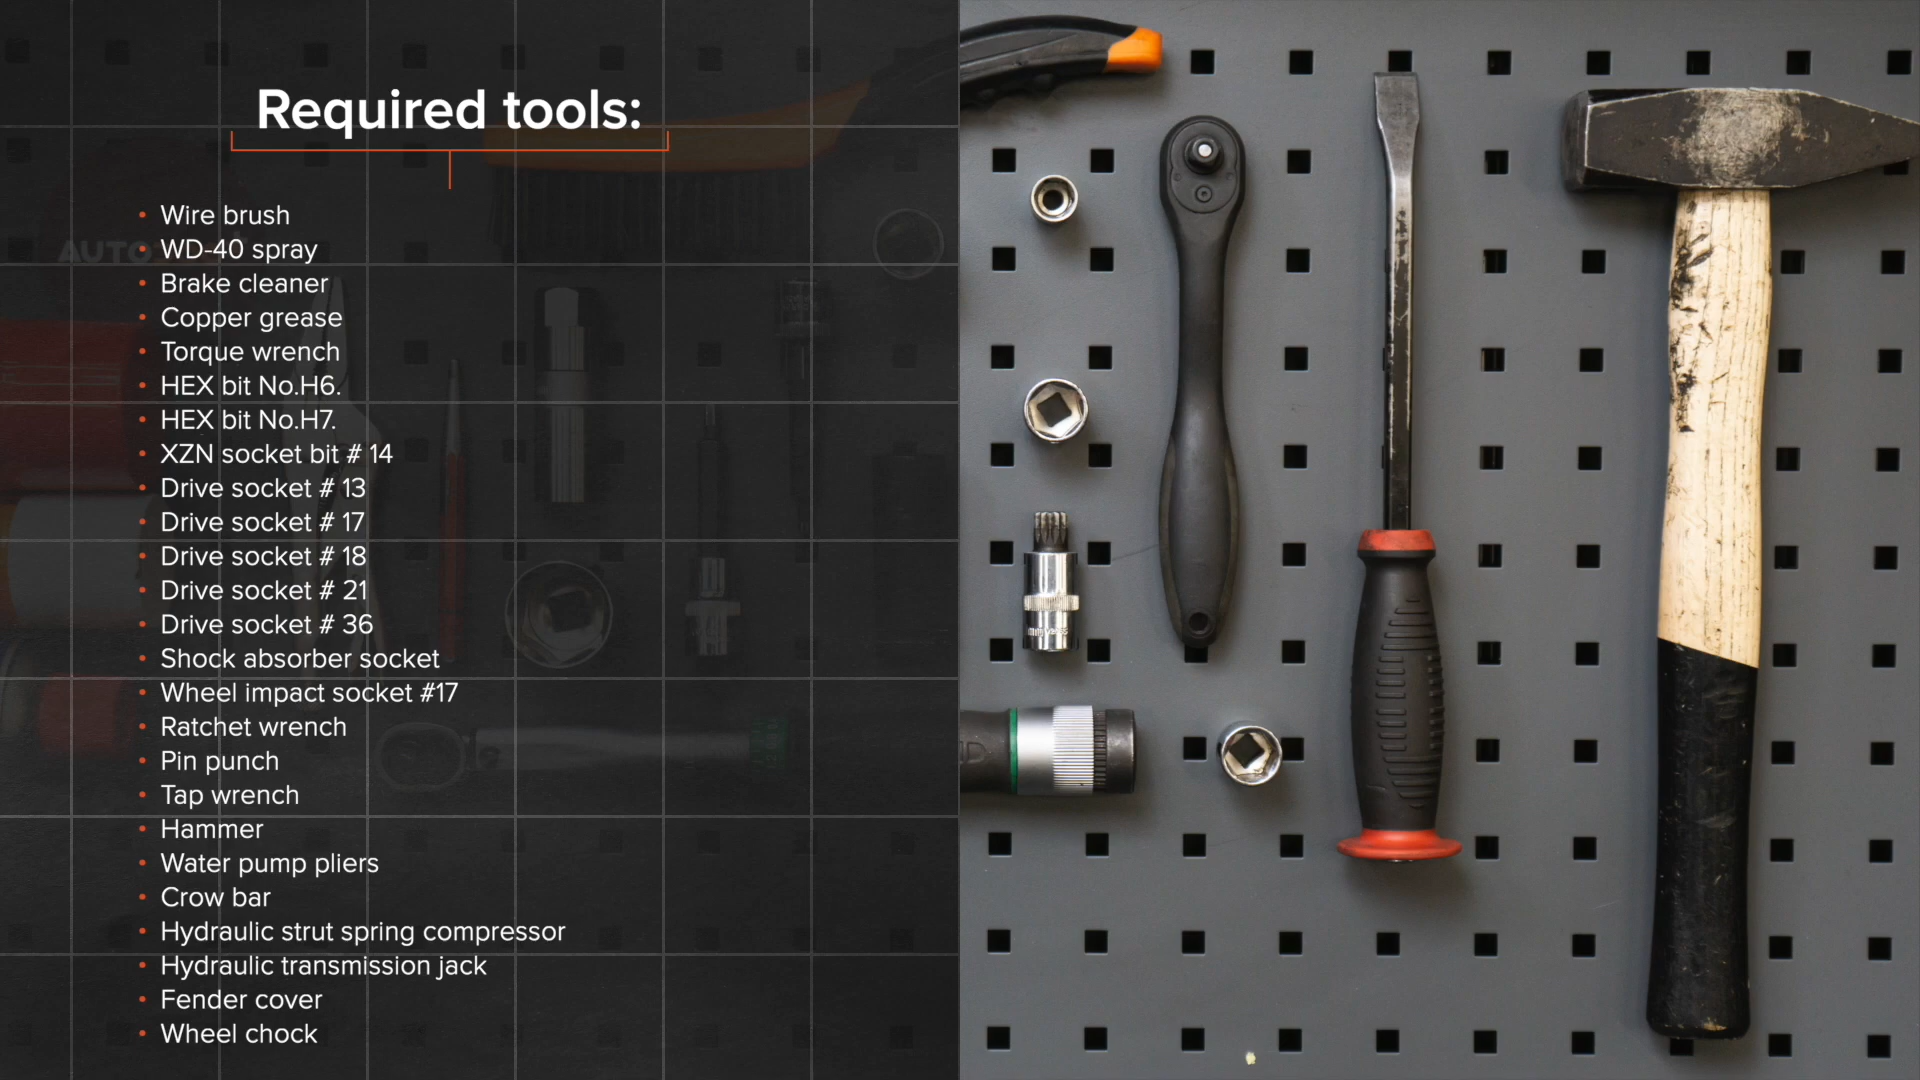 Required tools:
• Wire brush
• WD-40 spray
• Brake cleaner
• Copper grease
• Torque wrench
• HEX bit No.H6.
• HEX bit No.H7.
• XZN socket bit # 14
• Drive socket # 13
• Drive socket # 17
• Drive socket # 18
• Drive socket # 21
• Drive socket # 36
• Shock absorber socket
• Wheel impact socket #17
• Ratchet wrench
• Pin punch
• Tap wrench
• Hammer
• Water pump pliers
• Crow bar
• Hydraulic strut spring compressor
• Hydraulic transmission jack
• Fender cover
• Wheel chock
AUTO